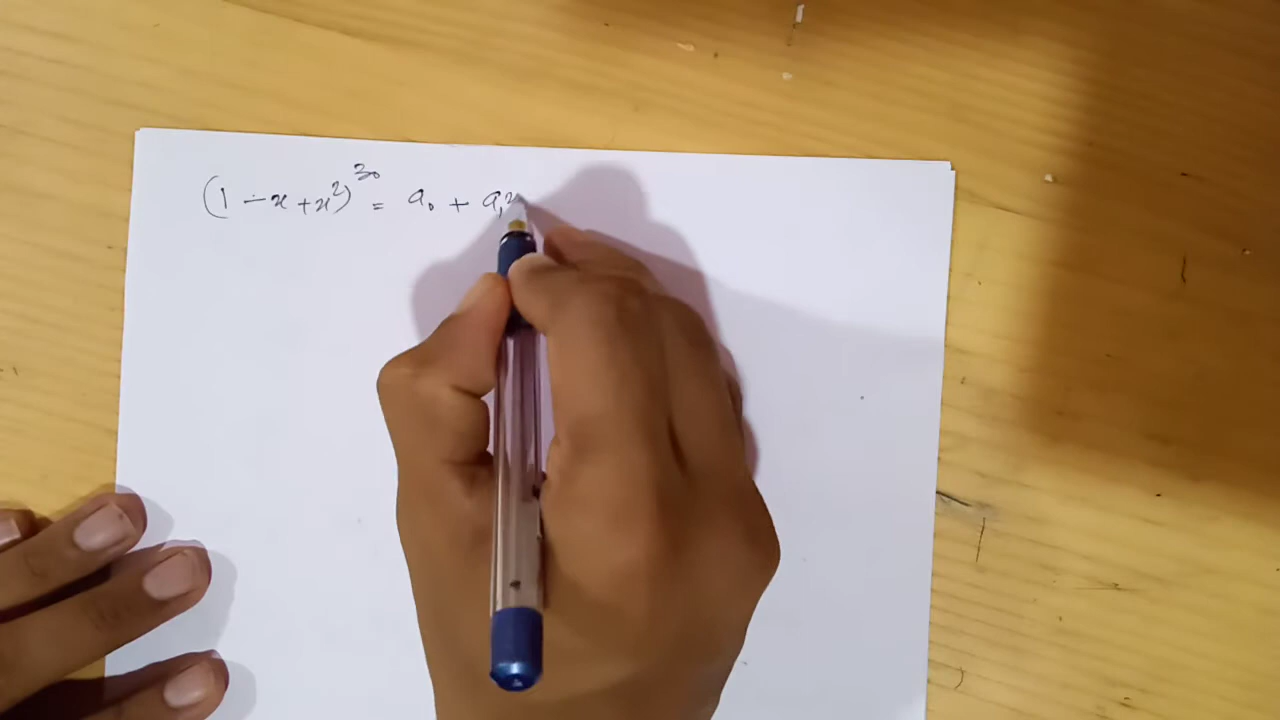 (1 - x + x²)³⁰ = a₀ + a₁x